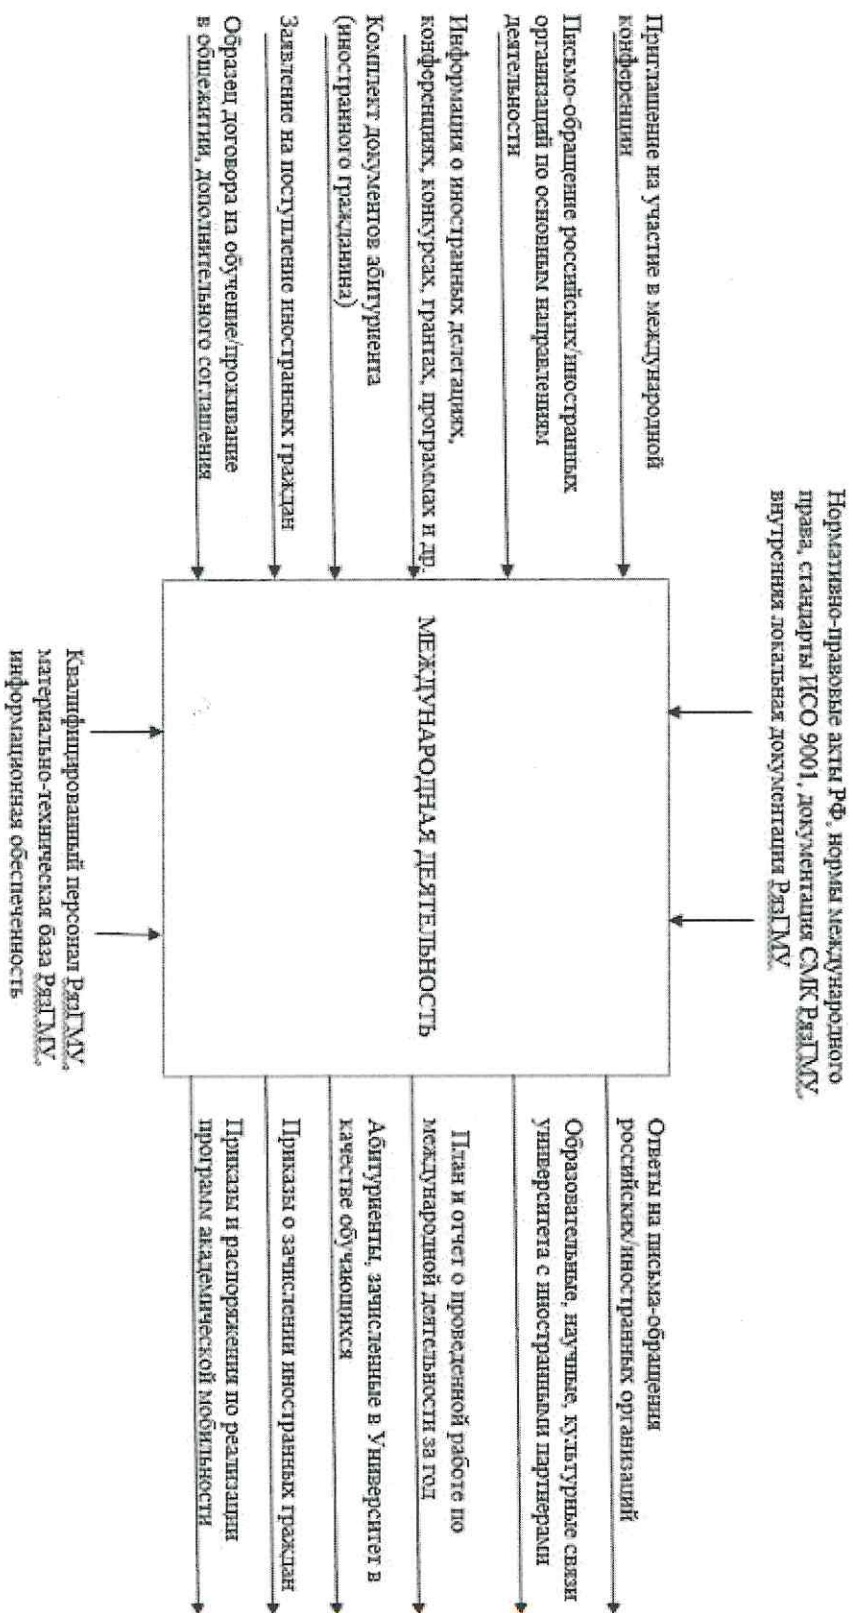 Нормативно-правовые акты РФ, нормы международного
права, стандарты ИСО 9001, документация СМК РязГМУ,
внутренняя локальная документация РязГМУ
Приглашение на участие в международной
конференции
Письмо-обращение российских/иностранных
организаций по основным направлениям
деятельности
Информация о иностранных делегациях,
конференциях, конкурсах, грантах, программах и др.
Комплект документов абитуриента
(иностранного гражданина)
Заявление на поступление иностранных граждан
Образец договора на обучение/проживание
в общежитии, дополнительного соглашения
МЕЖДУНАРОДНАЯ ДЕЯТЕЛЬНОСТЬ
Ответы на письма-обращения
российских/иностранных организаций
Образовательные, научные, культурные связи
университета с иностранными партнерами
План и отчет о проведенной работе по
международной деятельности за год
Абитуриенты, зачисленные в Университет в
качестве обучающихся
Приказы о зачислении иностранных граждан
Приказы и распоряжения по реализации
программ академической мобильности
Квалифицированный персонал РязГМУ,
материально-техническая база РязГМУ,
информационная обеспеченность